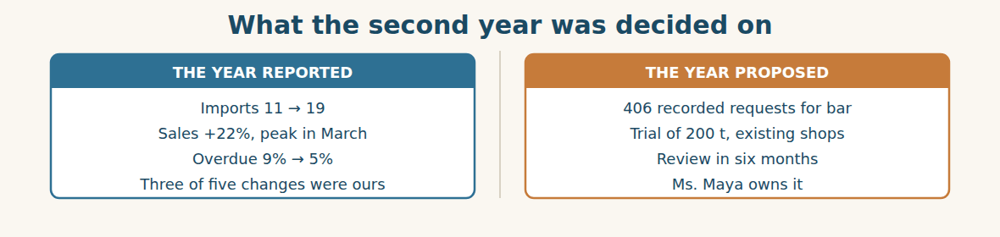 What the second year was decided on
THE YEAR REPORTED
Imports 11 → 19
Sales +22%, peak in March
Overdue 9% → 5%
Three of five changes were ours
THE YEAR PROPOSED
406 recorded requests for bar
Trial of 200 t, existing shops
Review in six months
Ms. Maya owns it